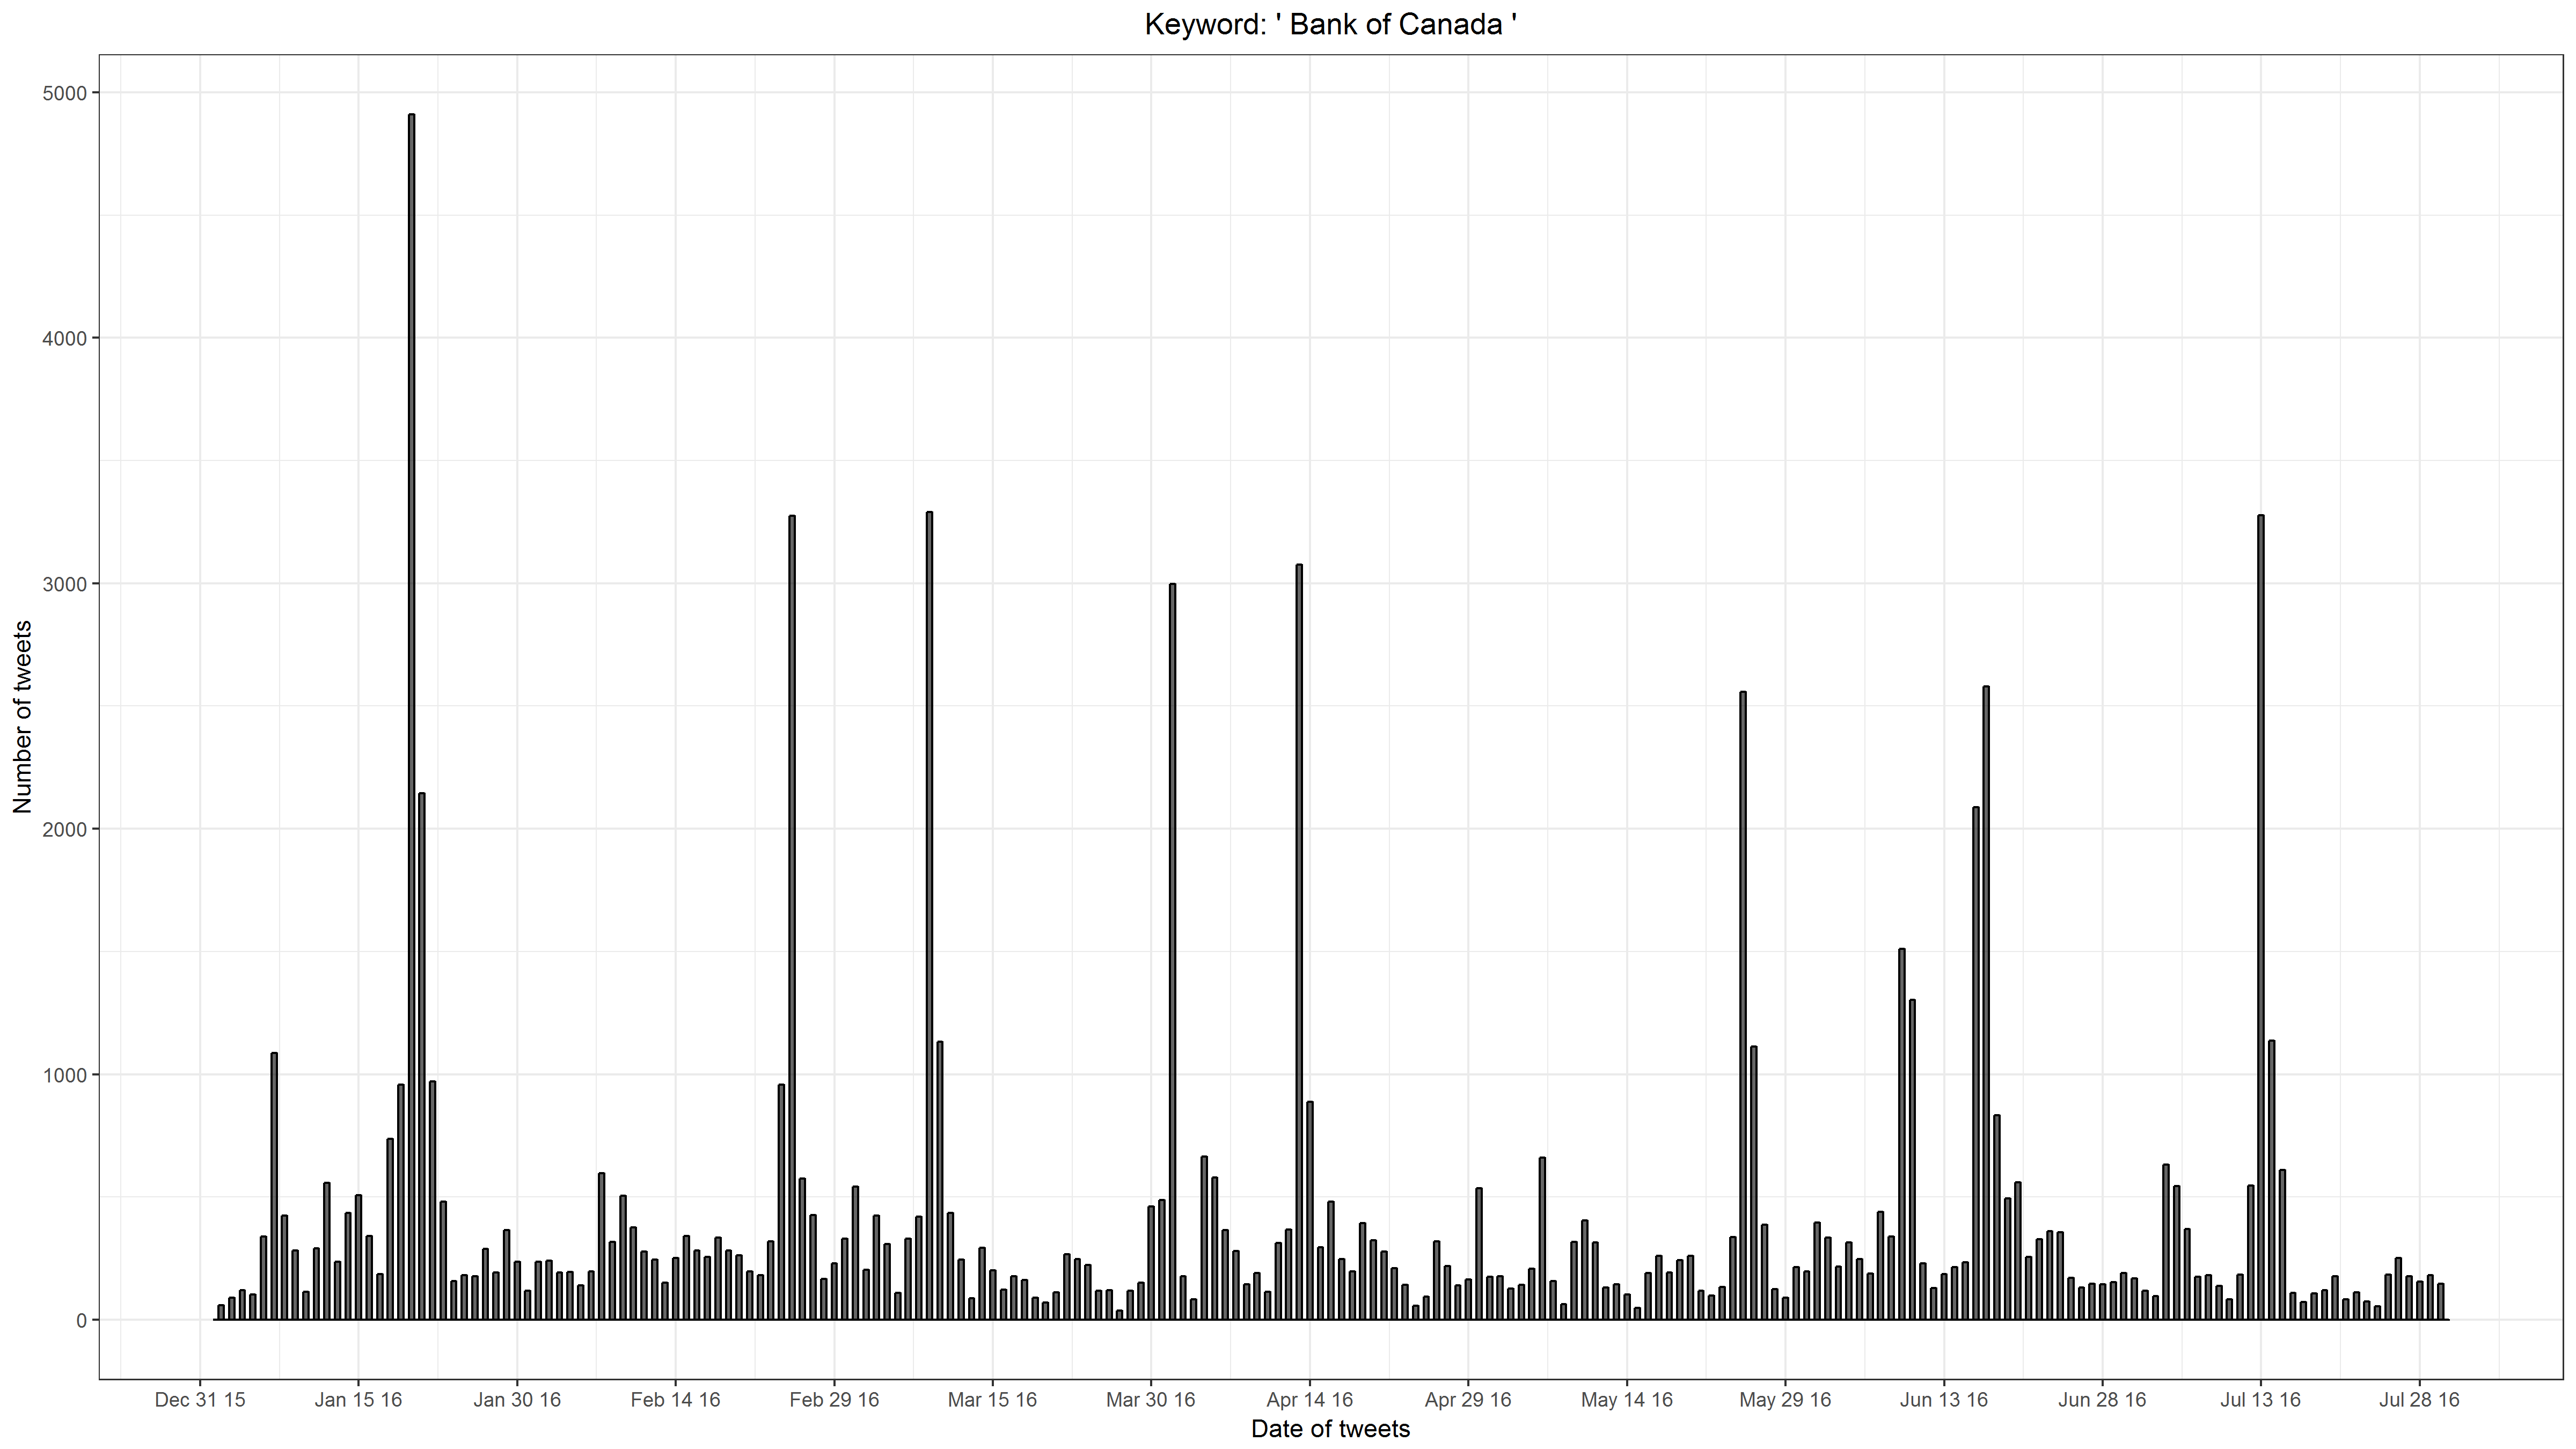 Keyword: ' Bank of Canada '
Number of tweets
5000
4000
3000
2000
1000
0
Dec 31 15 Jan 15 16 Jan 30 16 Feb 14 16 Feb 29 16 Mar 15 16 Mar 30 16 Apr 14 16 Apr 29 16 May 14 16 May 29 16 Jun 13 16 Jun 28 16 Jul 13 16 Jul 28 16
Date of tweets